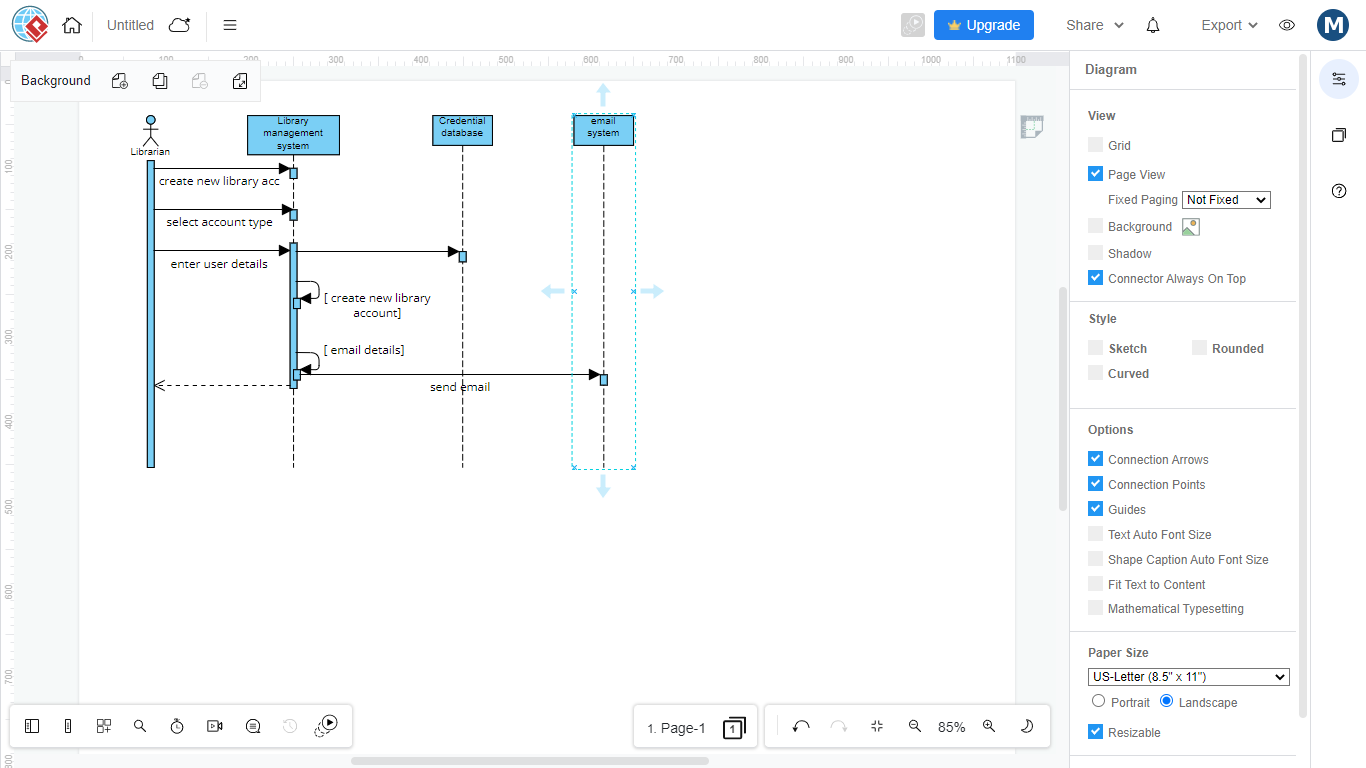 Untitled
Upgrade
Share
Export
M
0 100 200 300 400 500 600 700 800 900 1000 1100
Background
Diagram
View
Grid
Page View
Fixed Paging Not Fixed
Background
Shadow
Connector Always On Top
Style
Sketch Rounded
Curved
Options
Connection Arrows
Connection Points
Guides
Text Auto Font Size
Shape Caption Auto Font Size
Fit Text to Content
Mathematical Typesetting
Paper Size
US-Letter (8.5" x 11")
Portrait Landscape
Resizable
0
100
200
300
400
500
600
700
800
Librarian
Library
management
system
Credential
database
email
system
create new library acc
select account type
enter user details
[ create new library
account]
[ email details]
send email
1. Page-1 1
85%